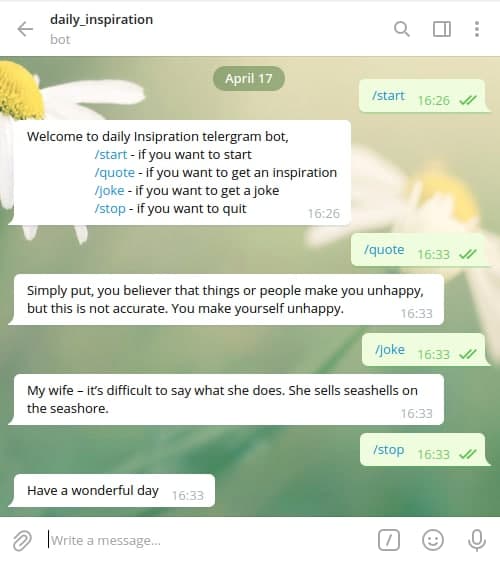 daily_inspiration
bot
April 17
/start 16:26
Welcome to daily Insipration telergram bot,
/start - if you want to start
/quote - if you want to get an inspiration
/joke - if you want to get a joke
/stop - if you want to quit 16:26
/quote 16:33
Simply put, you believer that things or people make you unhappy,
but this is not accurate. You make yourself unhappy. 16:33
/joke 16:33
My wife – it's difficult to say what she does. She sells seashells on
the seashore. 16:33
/stop 16:33
Have a wonderful day 16:33
Write a message...